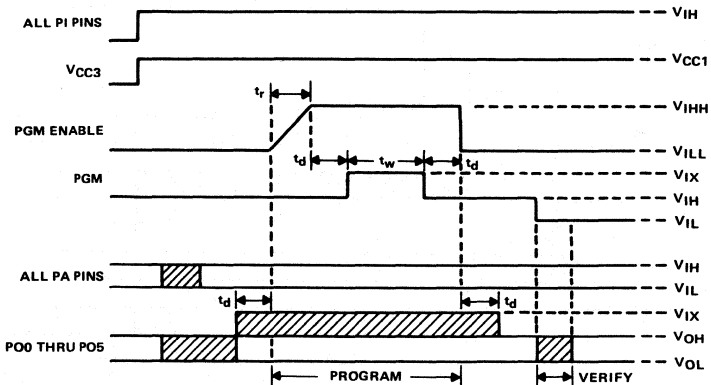 ALL PI PINS
VIH
VCC3
VCC1
tr
VIHH
PGM ENABLE
td
tw
td
VILL
PGM
VIX
VIH
VIL
ALL PA PINS
VIH
VIL
td
td
VIX
PO0 THRU PO5
VOH
VOL
PROGRAM
VERIFY